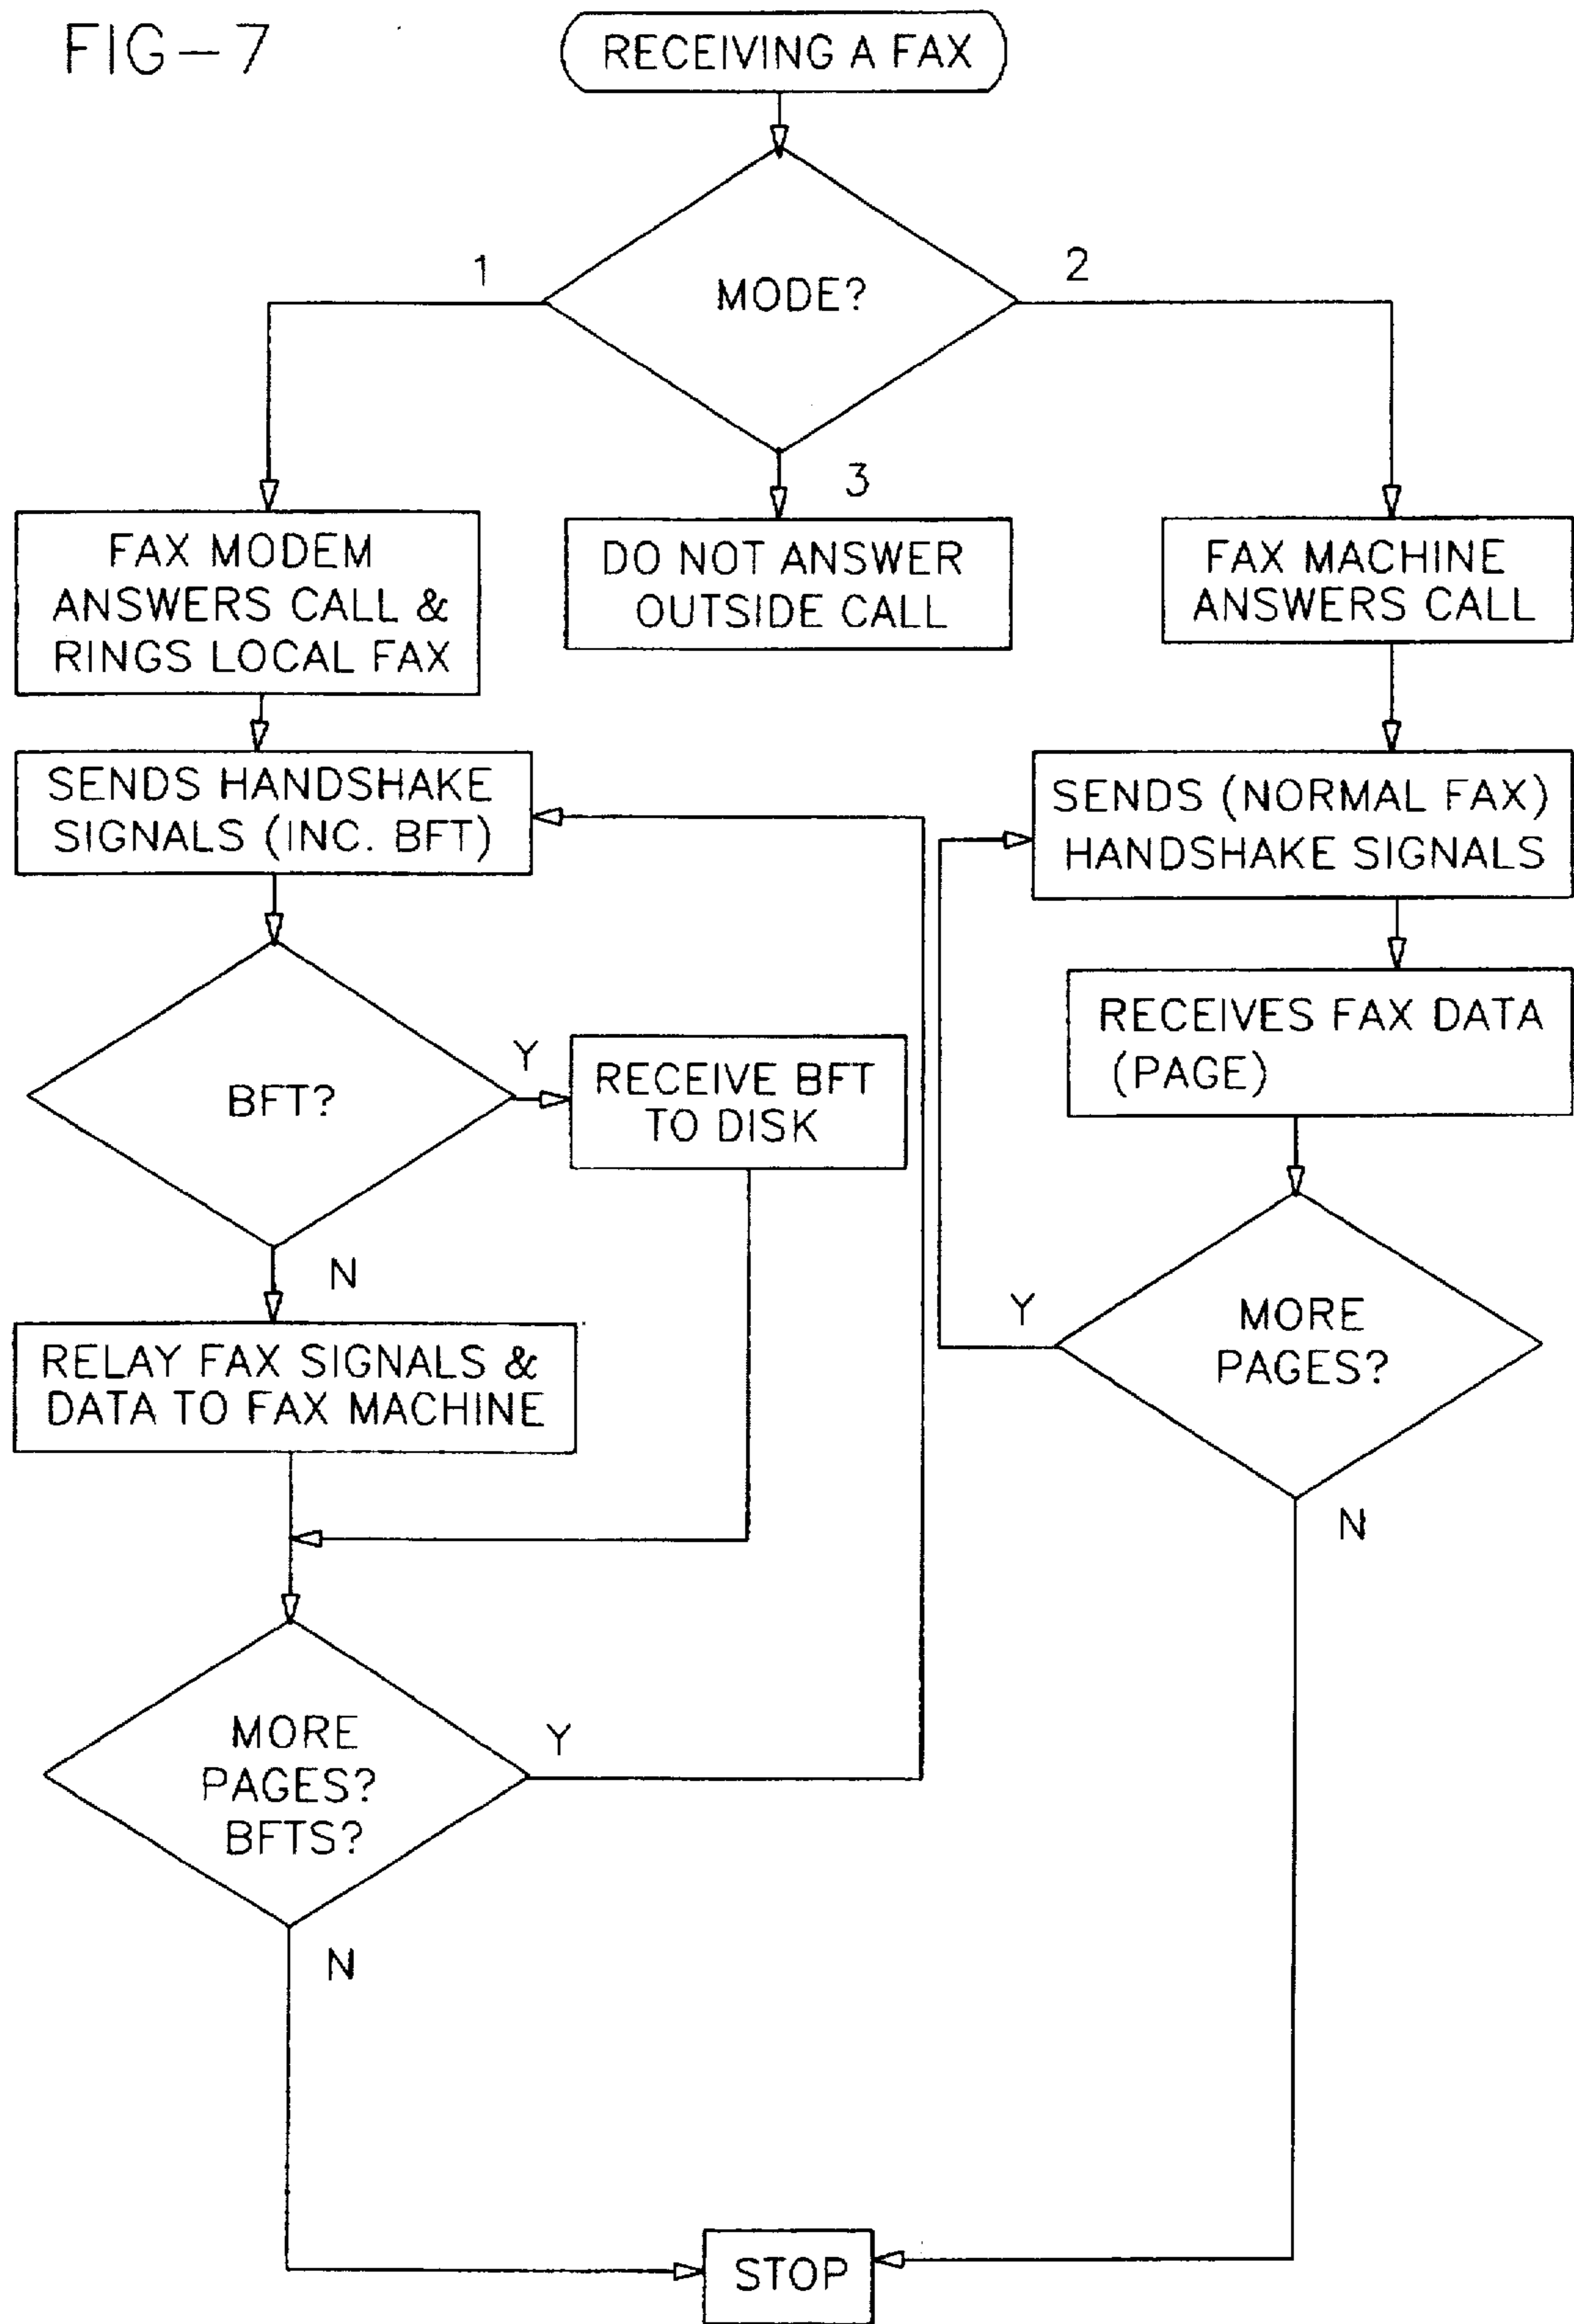 FIG-7
RECEIVING A FAX
MODE?
1
2
3
FAX MODEM
ANSWERS CALL &
RINGS LOCAL FAX
DO NOT ANSWER
OUTSIDE CALL
FAX MACHINE
ANSWERS CALL
SENDS HANDSHAKE
SIGNALS (INC. BFT)
SENDS (NORMAL FAX)
HANDSHAKE SIGNALS
BFT?
Y
RECEIVE BFT
TO DISK
RECEIVES FAX DATA
(PAGE)
N
RELAY FAX SIGNALS &
DATA TO FAX MACHINE
Y
MORE
PAGES?
N
MORE
PAGES?
BFTS?
Y
N
STOP